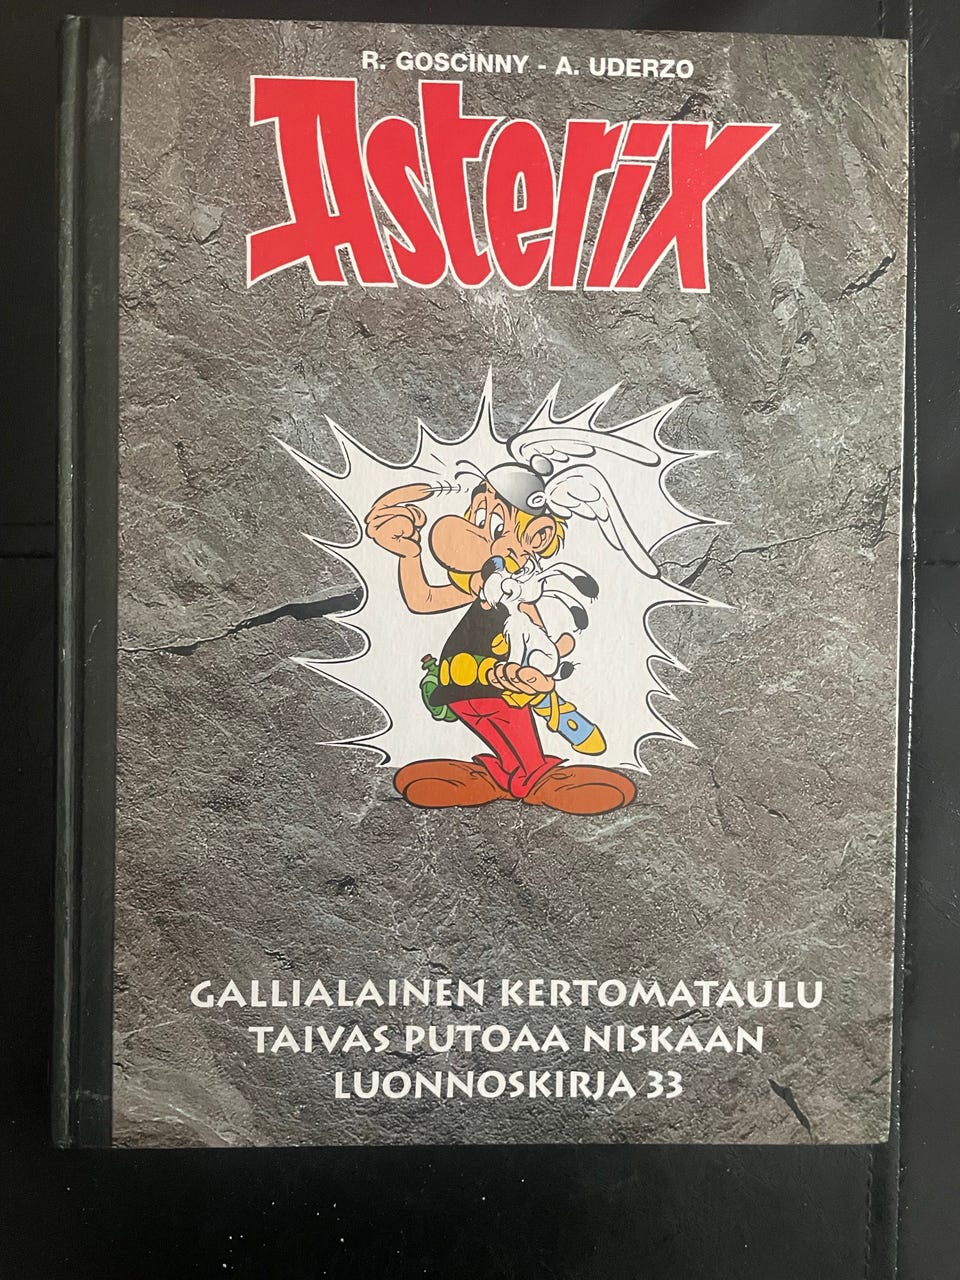 R. GOSCINNY - A. UDERZO
Asterix
GALLIALAINEN KERTOMATAULU
TAIVAS PUTOAA NISKAAN
LUONNOSKIRJA 33